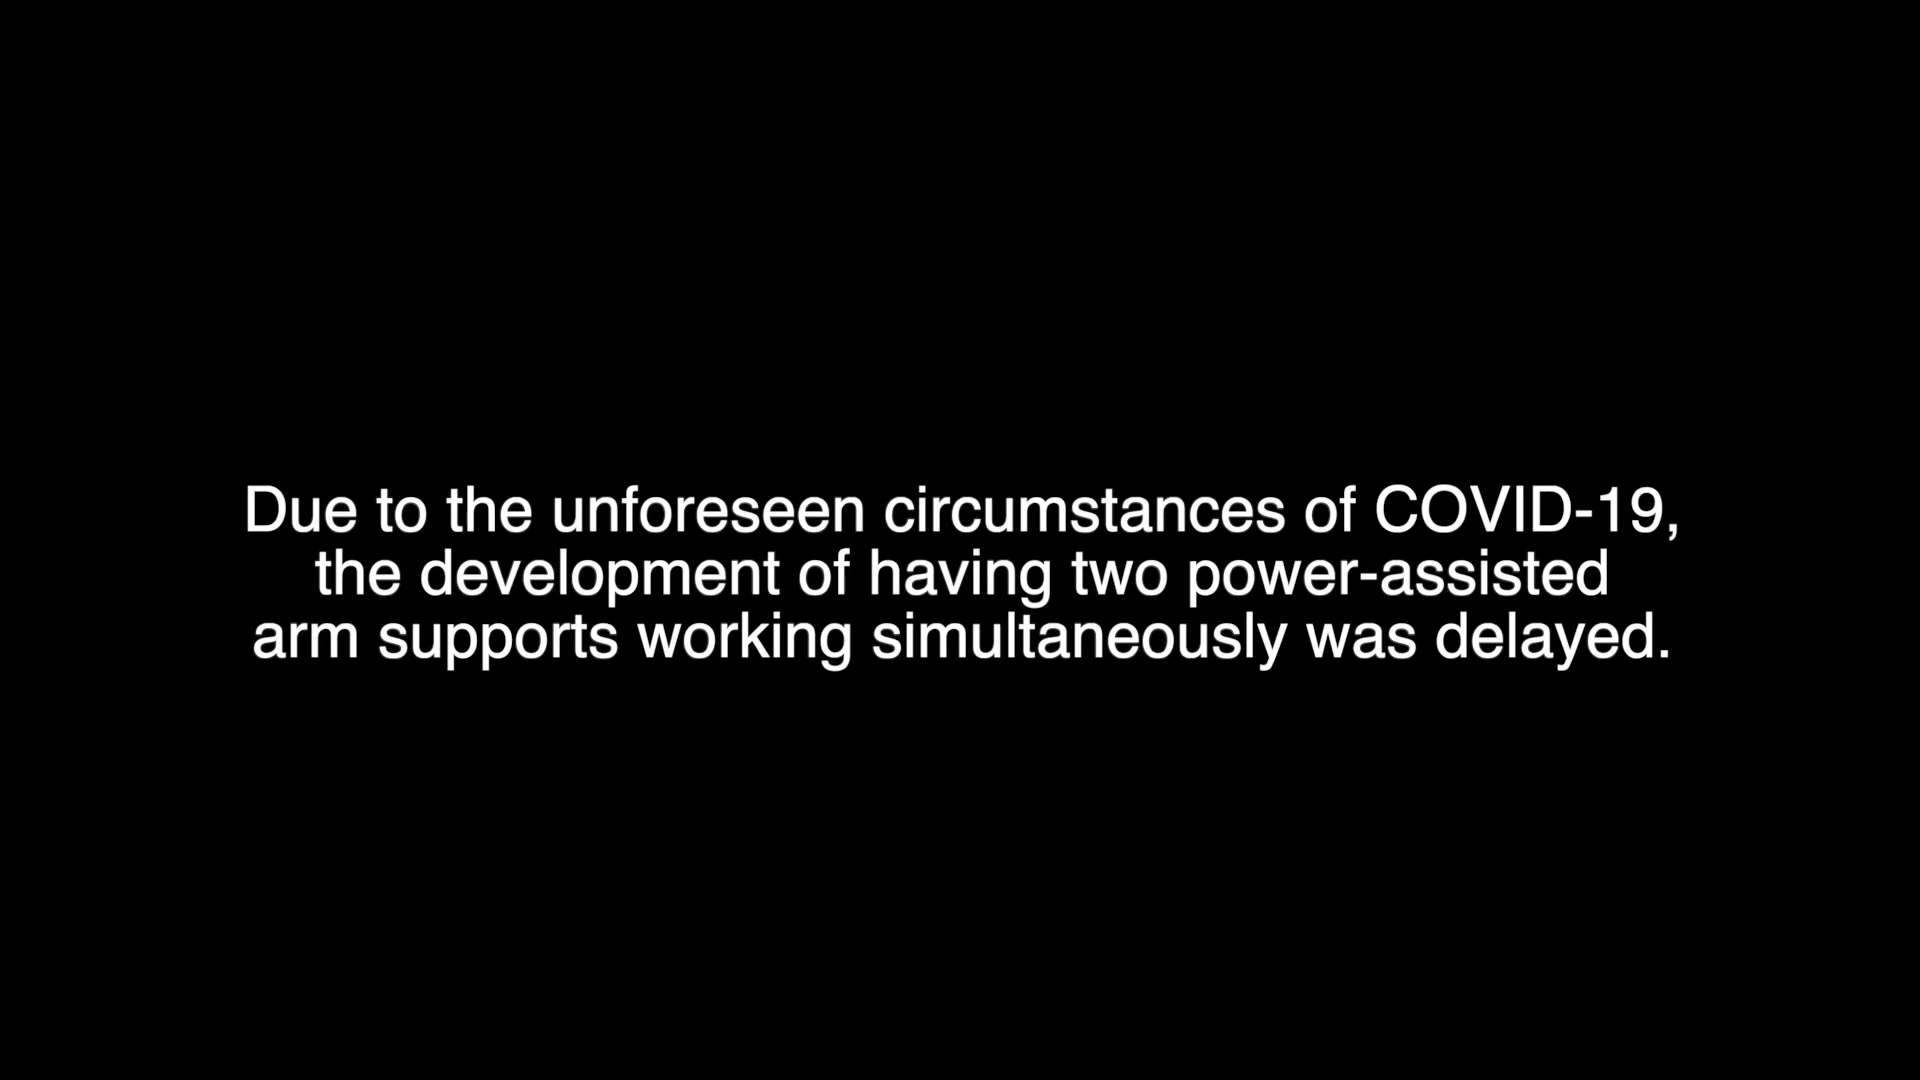 Due to the unforeseen circumstances of COVID-19,
the development of having two power-assisted
arm supports working simultaneously was delayed.